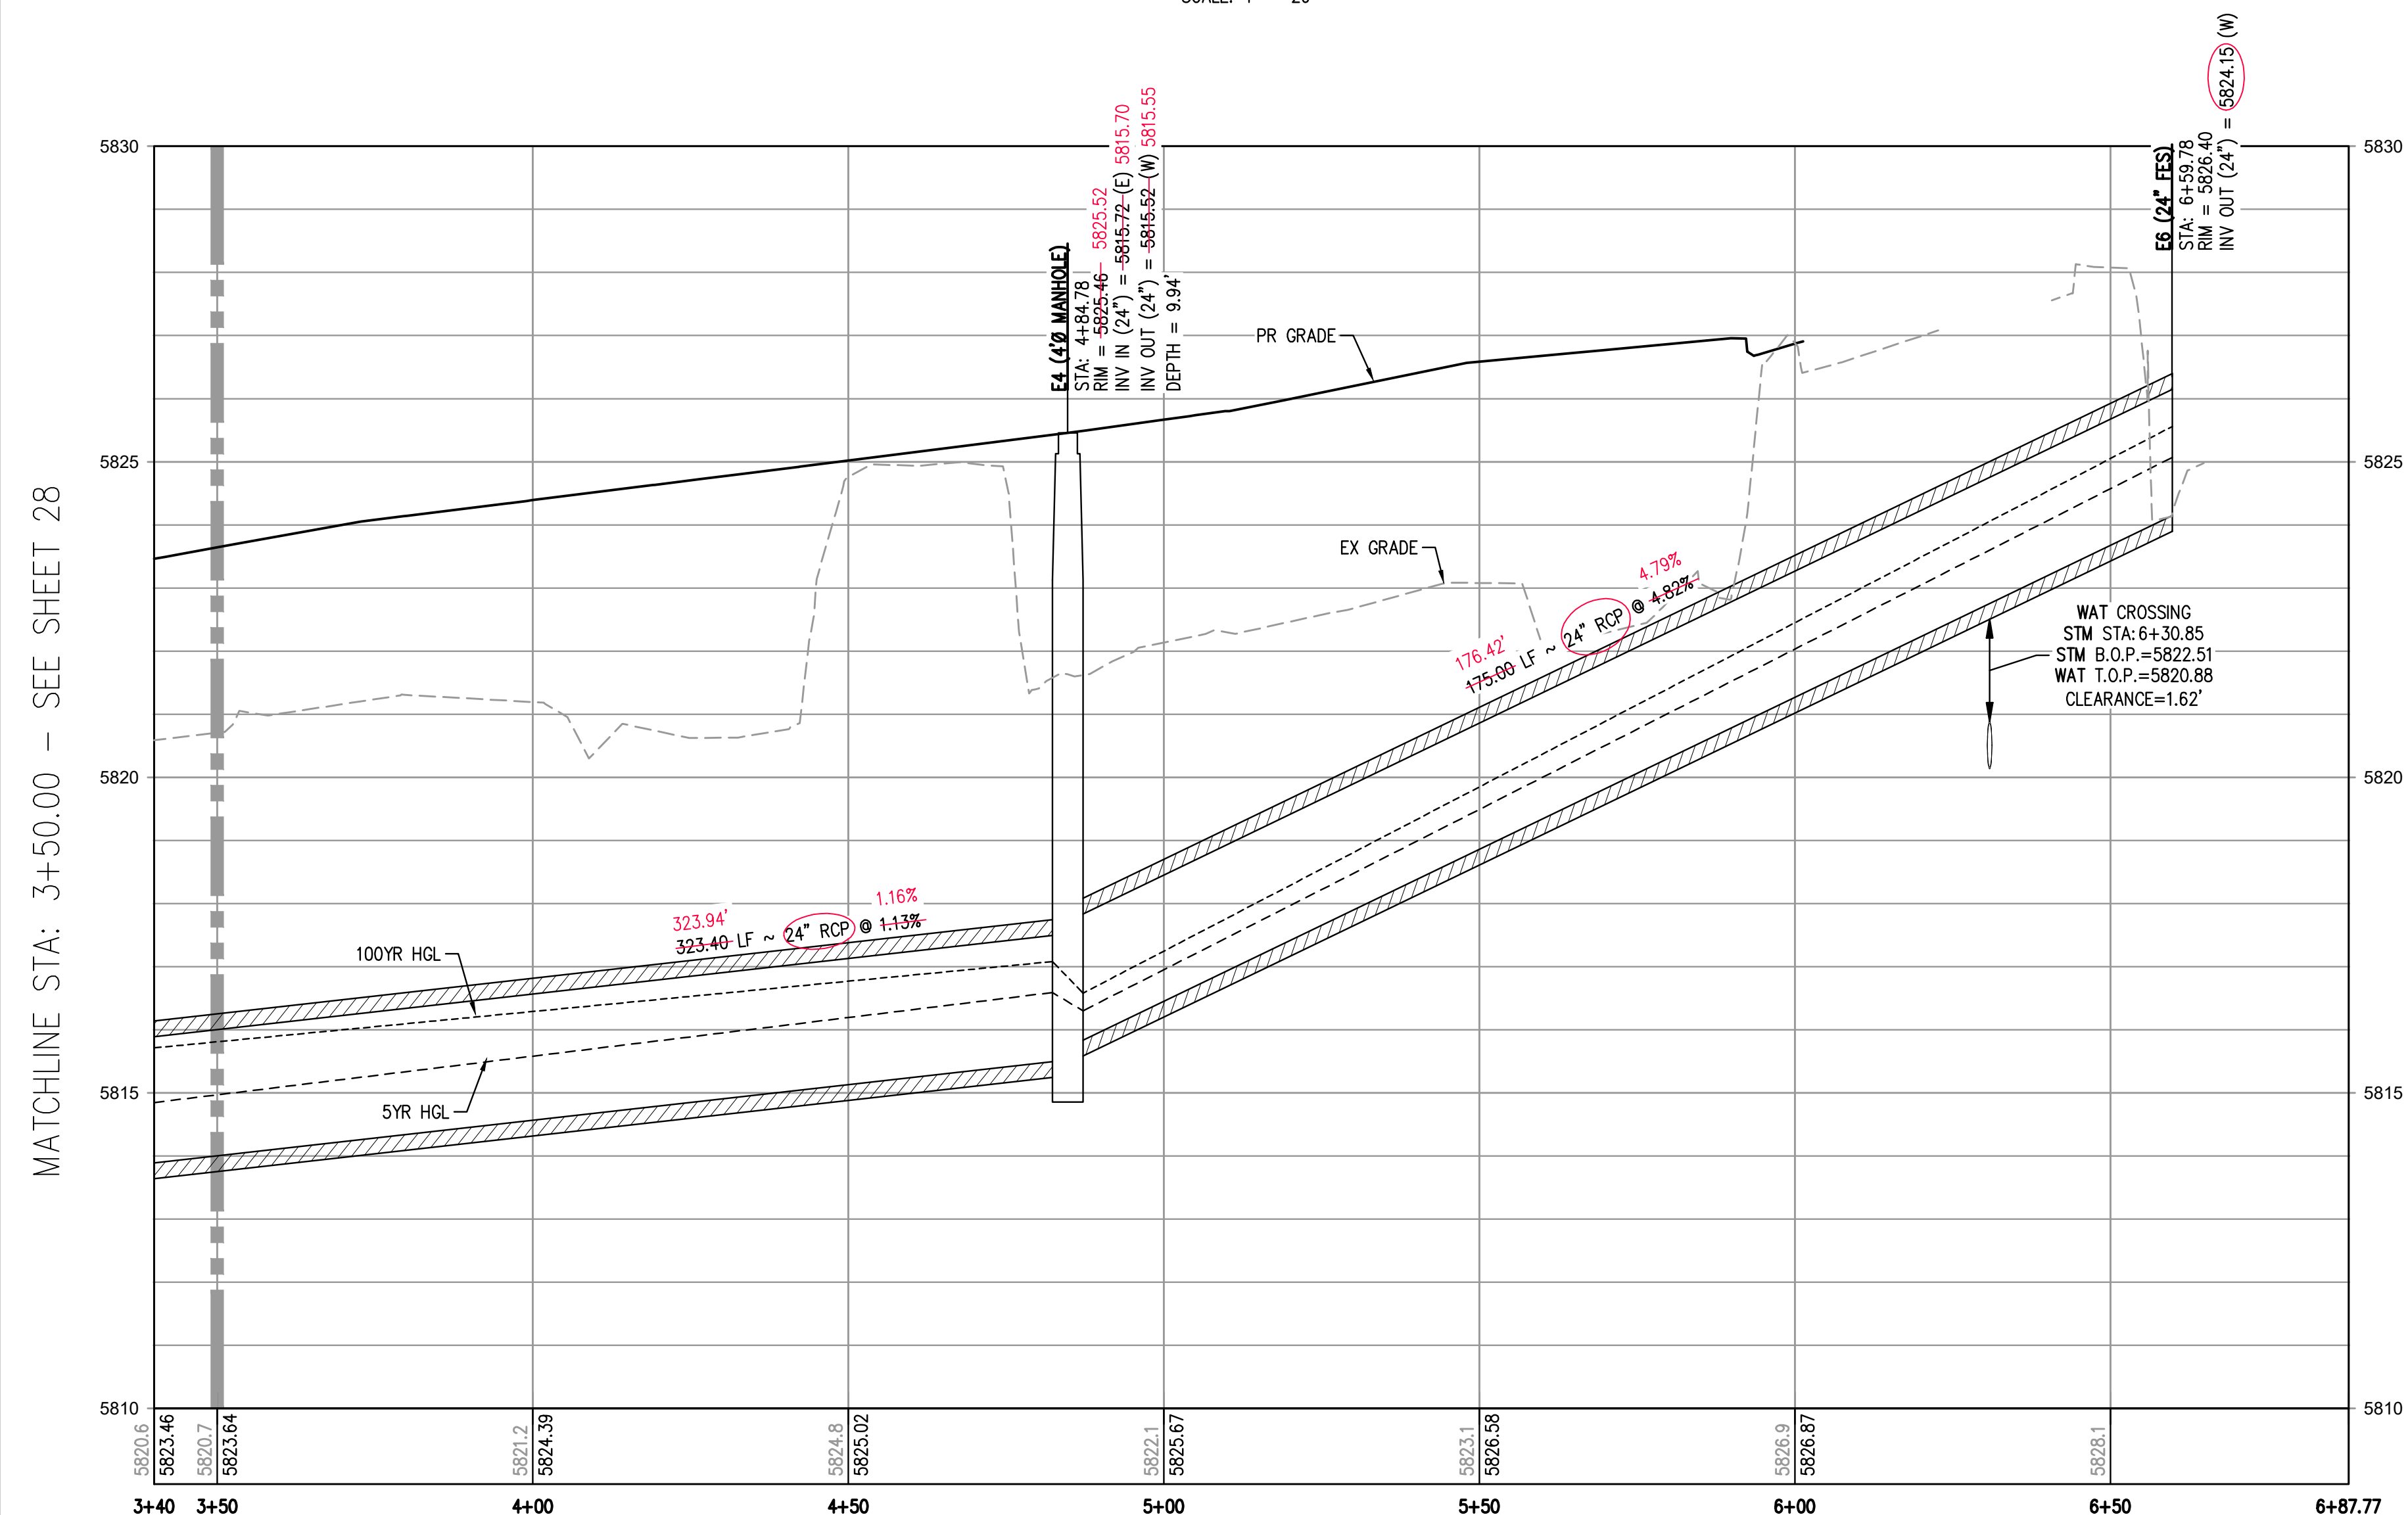 MATCHLINE STA: 3+50.00 - SEE SHEET 28
5830
5825
5820
5815
5810
5830
5825
5820
5815
5810
E4 (4'Ø MANHOLE)
STA: 4+84.78
RIM = 5825.46 5825.52
INV IN (24") = 5815.72 (E) 5815.70
INV OUT (24") = 5815.52 (W) 5815.55
DEPTH = 9.94'
E6 (24" FES)
STA: 6+59.78
RIM = 5826.40
INV OUT (24") = 5824.15 (W)
PR GRADE
EX GRADE
4.79%
176.42'
175.00 LF ~ 24" RCP @ 4.82%
WAT CROSSING
STM STA:6+30.85
STM B.O.P.=5822.51
WAT T.O.P.=5820.88
CLEARANCE=1.62'
1.16%
323.94'
323.40 LF ~ 24" RCP @ 1.13%
100YR HGL
5YR HGL
5820.6
5823.46
5820.7
5823.64
5821.2
5824.39
5824.8
5825.02
5822.1
5825.67
5823.1
5826.58
5826.9
5826.87
5828.1
3+40 3+50 4+00 4+50 5+00 5+50 6+00 6+50 6+87.77